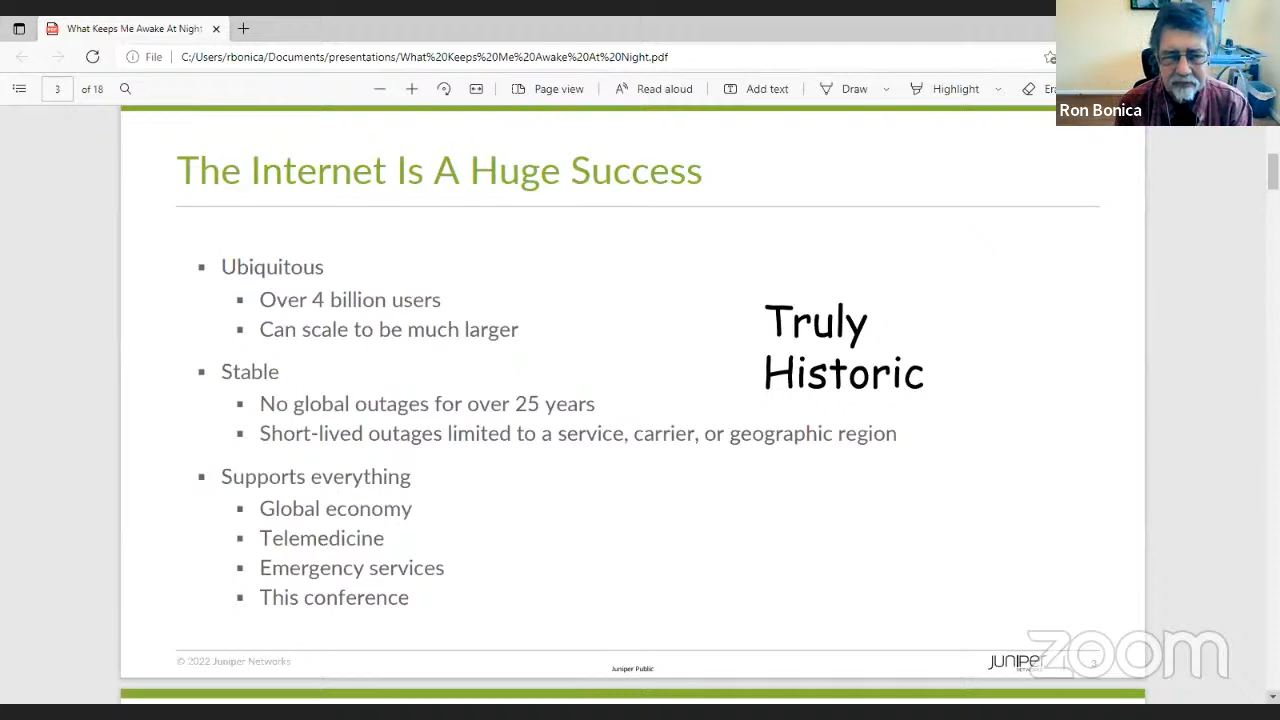 What Keeps Me Awake At Night
File
C:/Users/rbonica/Documents/presentations/What%20Keeps%20Me%20Awake%20At%20Night.pdf
3 of 18
Page view
Read aloud
Add text
Draw
Highlight
Ron Bonica
The Internet Is A Huge Success
▪ Ubiquitous
▪ Over 4 billion users
▪ Can scale to be much larger
Truly
Historic
▪ Stable
▪ No global outages for over 25 years
▪ Short-lived outages limited to a service, carrier, or geographic region
▪ Supports everything
▪ Global economy
▪ Telemedicine
▪ Emergency services
▪ This conference
© 2022 Juniper Networks
Juniper Public
JUNIPER
NETWORKS
3
zoom